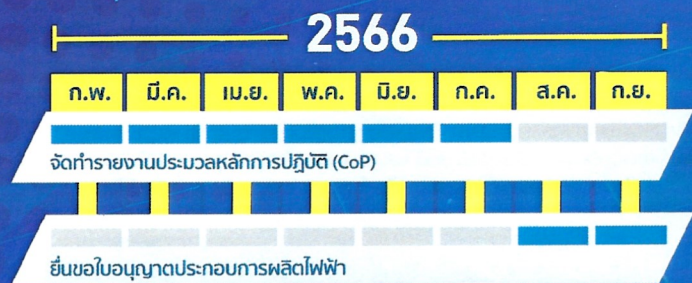 2566
ก.พ. มี.ค. เม.ย. พ.ค. มิ.ย. ก.ค. ส.ค. ก.ย.
จัดทำรายงานประมวลหลักการปฏิบัติ (CoP)
ยื่นขอใบอนุญาตประกอบการผลิตไฟฟ้า